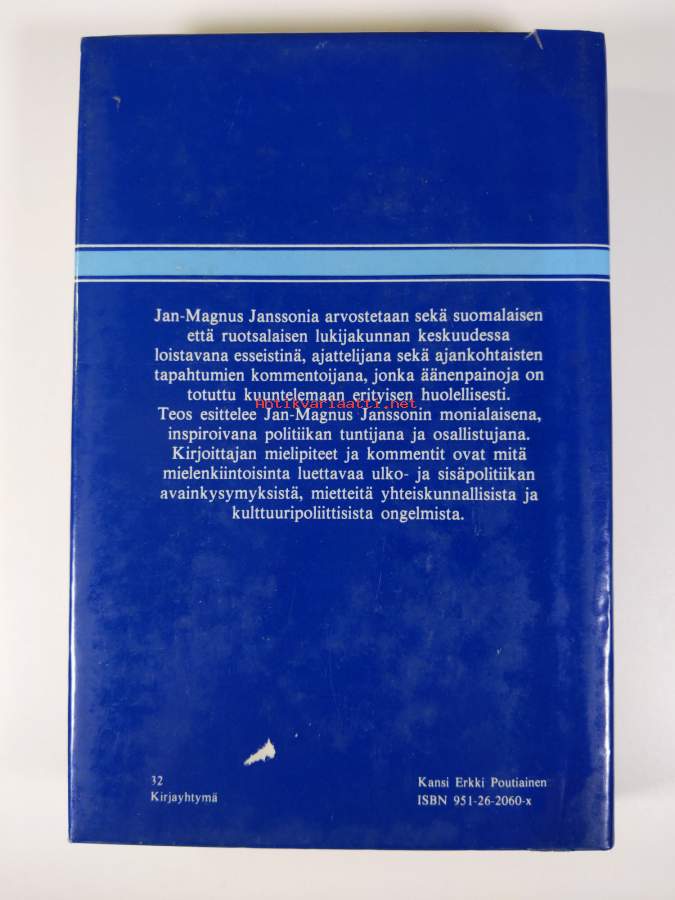 Jan-Magnus Janssonia arvostetaan sekä suomalaisen
että ruotsalaisen lukijakunnan keskuudessa
loistavana esseistinä, ajattelijana sekä ajankohtaisten
tapahtumien kommentoijana, jonka äänenpainoja on
totuttu kuuntelemaan erityisen huolellisesti.
Antikvariaatti.net
Teos esittelee Jan-Magnus Janssonin monialaisena,
inspiroivana politiikan tuntijana ja osallistujana.
Kirjoittajan mielipiteet ja kommentit ovat mitä
mielenkiintoisinta luettavaa ulko- ja sisäpolitiikan
avainkysymyksistä, mietteitä yhteiskunnallisista ja
kulttuuripoliittisista ongelmista.
32
Kirjayhtymä
Kansi Erkki Poutiainen
ISBN 951-26-2060-x